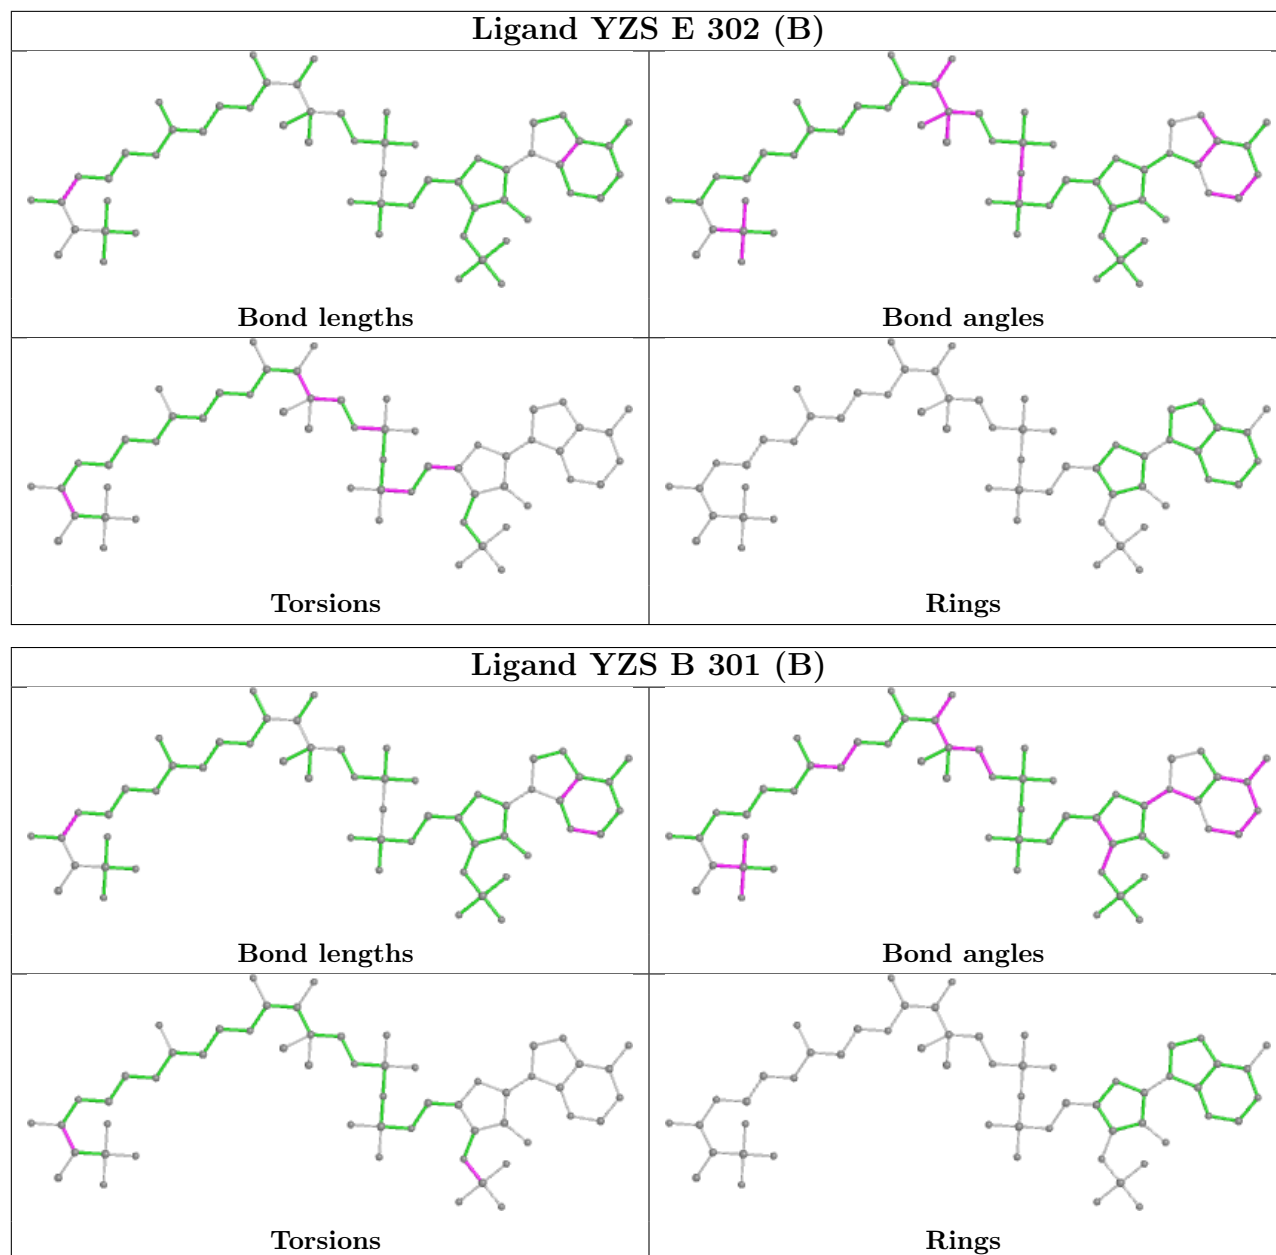 Ligand YZS E 302 (B)
Bond lengths
Bond angles
Torsions
Rings
Ligand YZS B 301 (B)
Bond lengths
Bond angles
Torsions
Rings